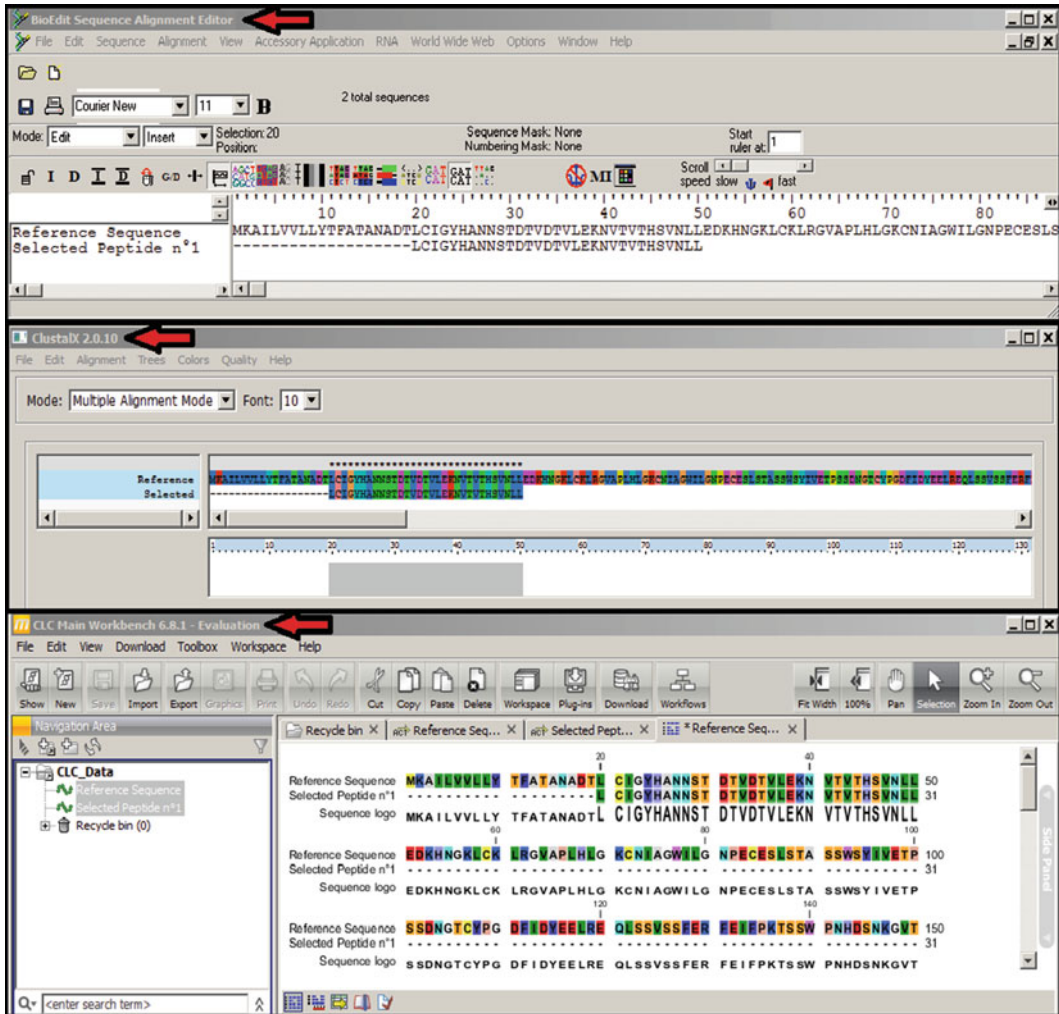 BioEdit Sequence Alignment Editor
File Edit Sequence Alignment View Accessory Application RNA World Wide Web Options Window Help
Courier New 11 B 2 total sequences
Mode: Edit Insert Selection: 20
Position:
Sequence Mask: None
Numbering Mask: None
Start
ruler at: 1
I D I D G/D MI
Scroll
speed slow fast
10 20 30 40 50 60 70 80
Reference Sequence MKAILVVLLYTFATANADTLCIGYHANNSTDTVDTVLEKNVTVTHSVNLLEDKHNGKLCKLRGVAPLHLGKCNIAGWILGNPECESLS
Selected Peptide n°1 -------------------LCIGYHANNSTDTVDTVLEKNVTVTHSVNLL
ClustalX 2.0.10
File Edit Alignment Trees Colors Quality Help
Mode: Multiple Alignment Mode Font: 10
*******************************
Reference MKAILVVLLYTFATANADTLCIGYHANNSTDTVDTVLEKNVTVTHSVNLLEDKHNGKLCKLRGVAPLHLGKCNIAGWILGNPECESLSTASSWSYIVETPSSDNGTCYPGDFIDYEELREQLSSVSSFERF
Selected -------------------LCIGYHANNSTDTVDTVLEKNVTVTHSVNLL
1 10 20 30 40 50 60 70 80 90 100 110 120 130
CLC Main Workbench 6.8.1 - Evaluation
File Edit View Download Toolbox Workspace Help
Show New Save Import Export Graphics Print Undo Redo Cut Copy Paste Delete Workspace Plug-ins Download Workflows Fit Width 100% Pan Selection Zoom In Zoom Out
Navigation Area
Recycle bin X Reference Seq... X Selected Pept... X *Reference Seq... X
CLC_Data
Reference Sequence
Selected Peptide n°1
Recycle bin (0)
<enter search term>
20 40
Reference Sequence MKAILVVLLY TFATANADTL CIGYHANNST DTVDTVLEKN VTVTHSVNLL 50
Selected Peptide n°1 - - - - - - - - - - - - - - - - - - - L CIGYHANNST DTVDTVLEKN VTVTHSVNLL 31
Sequence logo MKAILVVLLY TFATANADTL CIGYHANNST DTVDTVLEKN VTVTHSVNLL
60 80 100
Reference Sequence EDKHNGKLCK LRGVAPLHLG KCNIAGWILG NPECESLSTA SSWSYIVETP 100
Selected Peptide n°1 - - - - - - - - - - - - - - - - - - - - - - - - - - - - - - - - - - - - - - - - - - - - - - - - - - 31
Sequence logo EDKHNGKLCK LRGVAPLHLG KCNIAGWILG NPECESLSTA SSWSYIVETP
120 140
Reference Sequence SSDNGTCYPG DFIDYEELRE QLSSVSSFER FEIFPKTSSW PNHDSNKGVT 150
Selected Peptide n°1 - - - - - - - - - - - - - - - - - - - - - - - - - - - - - - - - - - - - - - - - - - - - - - - - - - 31
Sequence logo SSDNGTCYPG DFIDYEELRE QLSSVSSFER FEIFPKTSSW PNHDSNKGVT
Side Panel